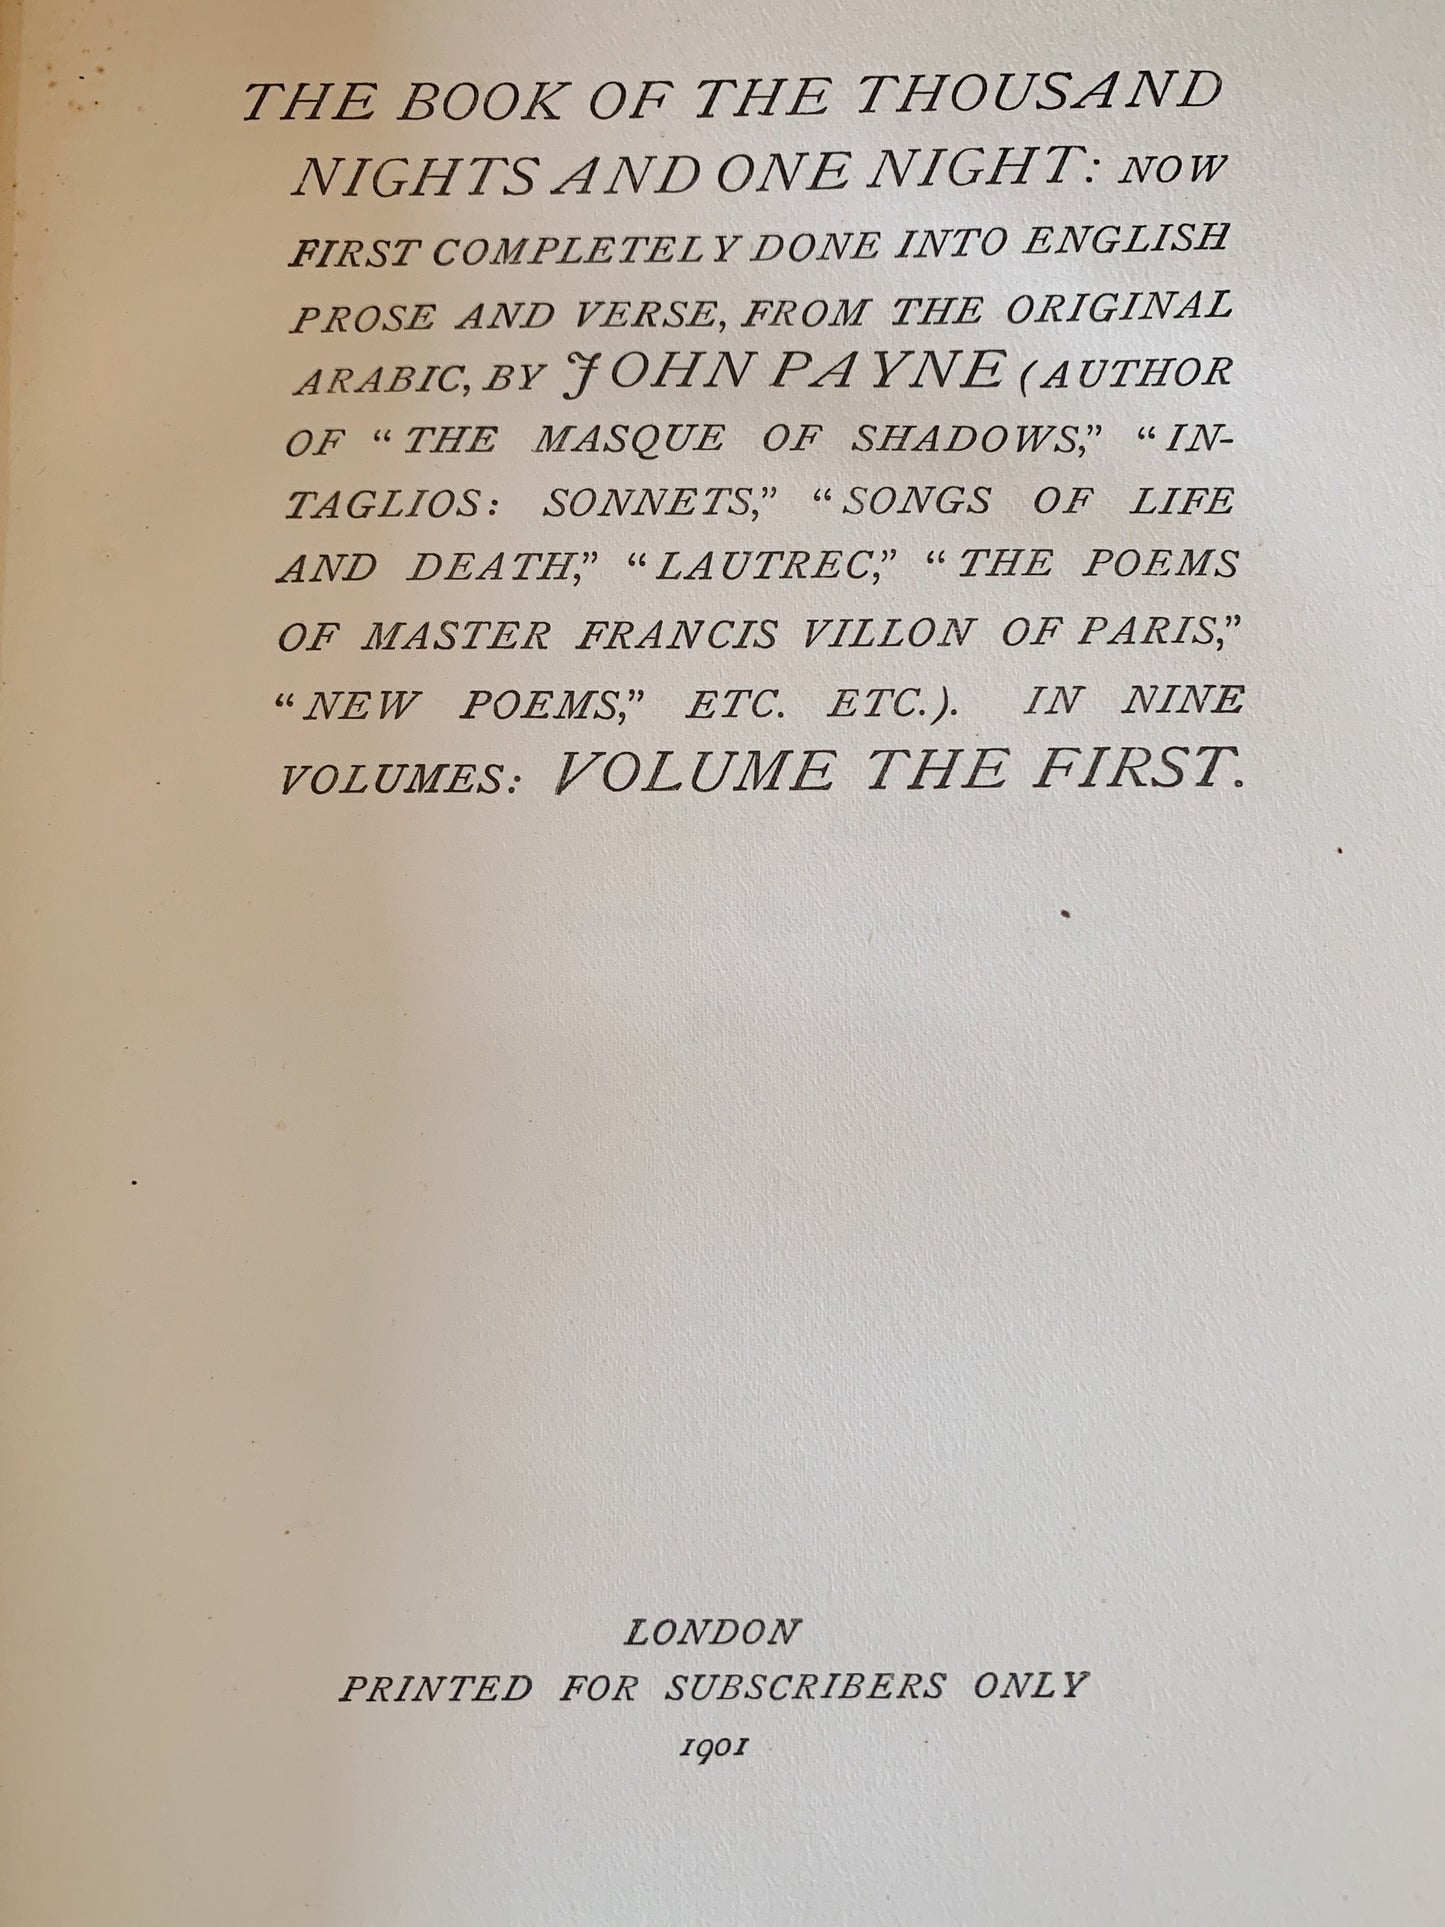 THE BOOK OF THE THOUSAND
NIGHTS AND ONE NIGHT: NOW
FIRST COMPLETELY DONE INTO ENGLISH
PROSE AND VERSE, FROM THE ORIGINAL
ARABIC, BY JOHN PAYNE (AUTHOR
OF “THE MASQUE OF SHADOWS,” “IN-
TAGLIOS: SONNETS,” “SONGS OF LIFE
AND DEATH,” “LAUTREC,” “THE POEMS
OF MASTER FRANCIS VILLON OF PARIS,”
“NEW POEMS,” ETC. ETC.). IN NINE
VOLUMES: VOLUME THE FIRST.
LONDON
PRINTED FOR SUBSCRIBERS ONLY
1901